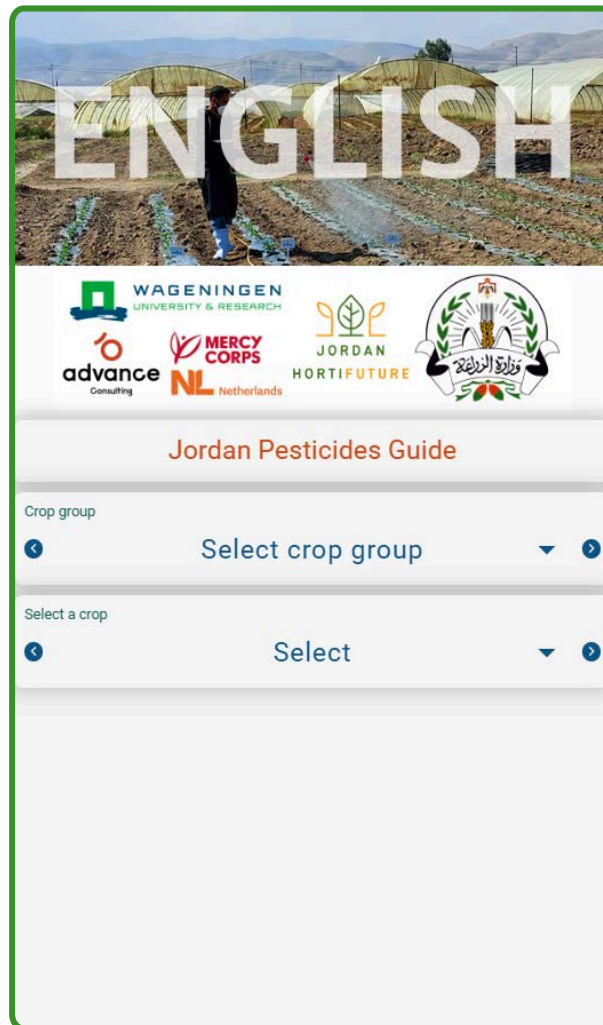 ENGLISH
WAGENINGEN
UNIVERSITY & RESEARCH
advance
Consulting
MERCY
CORPS
NL Netherlands
JORDAN
HORTIFUTURE
وزارة الزراعة
Jordan Pesticides Guide
Crop group
Select crop group
Select a crop
Select